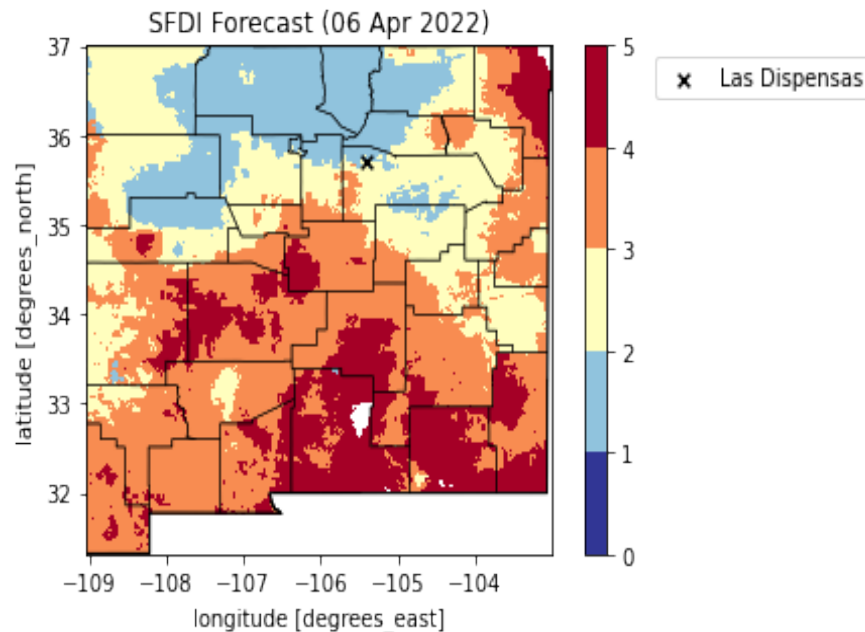 SFDI Forecast (06 Apr 2022)
37
36
35
34
33
32
latitude [degrees_north]
−109 −108 −107 −106 −105 −104
longitude [degrees_east]
5
4
3
2
1
0
Las Dispensas